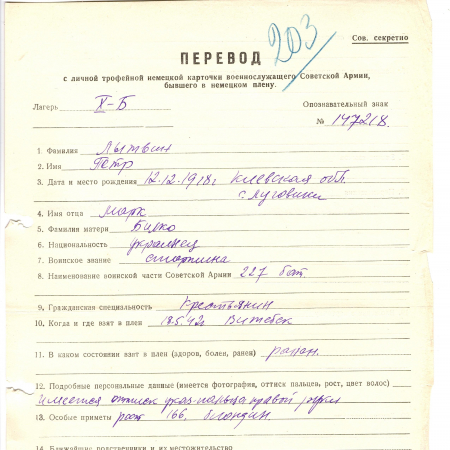 203
Сов. секретно
ПЕРЕВОД
с личной трофейной немецкой карточки военнослужащего Советской Армии,
бывшего в немецком плену.
Лагерь X-Б
Опознавательный знак
№ 147218.
1. Фамилия Лытвин
2. Имя Петр
3. Дата и место рождения 12.12.1918г Киевская обл.
с. Луговики
4. Имя отца Марк
5. Фамилия матери Бирко
6. Национальность украинец
7. Воинское звание старшина
8. Наименование воинской части Советской Армии 227 бат.
9. Гражданская специальность Крестьянин
10. Когда и где взят в плен 18.5.42г Витебск
11. В каком состоянии взят в плен (здоров, болен, ранен) ранен.
12. Подробные персональные данные (имеется фотография, оттиск пальцев, рост, цвет волос)
Имеется оттиск указ. пальца правой руки
13. Особые приметы рост 166, блондин.
14. Ближайшие родственники и их местожительство